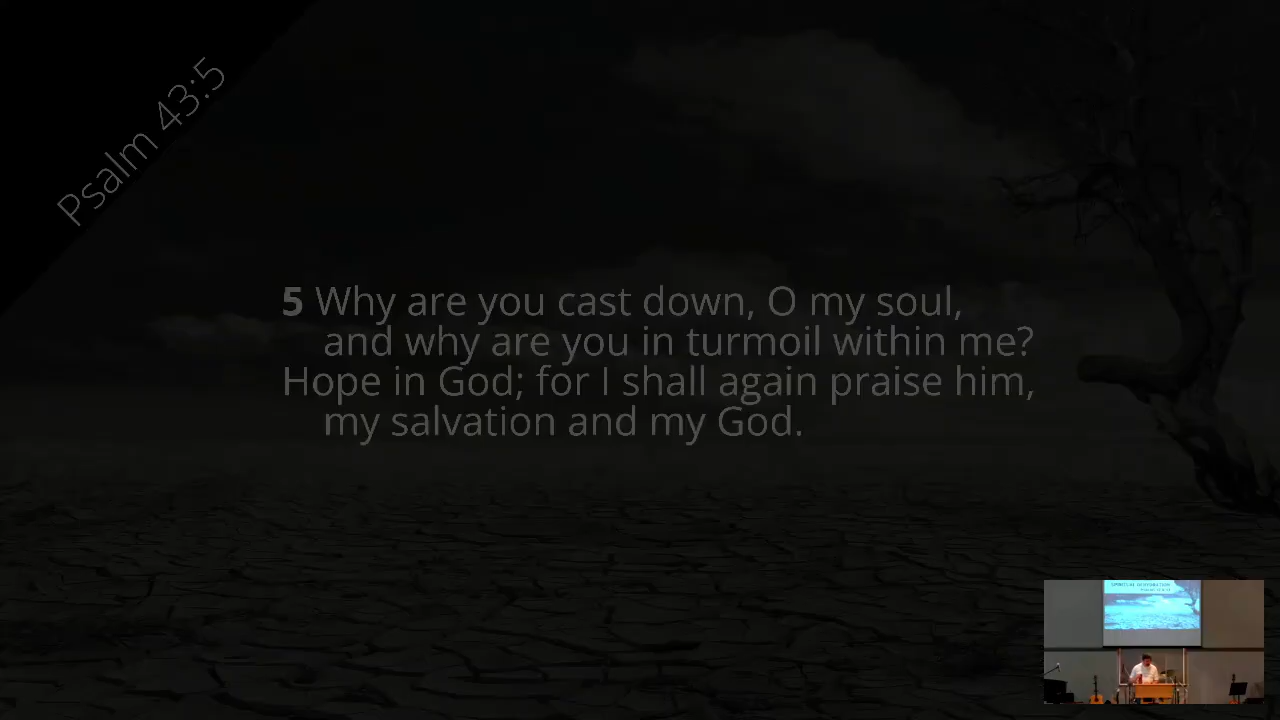 Psalm 43:5
5 Why are you cast down, O my soul,
and why are you in turmoil within me?
Hope in God; for I shall again praise him,
my salvation and my God.